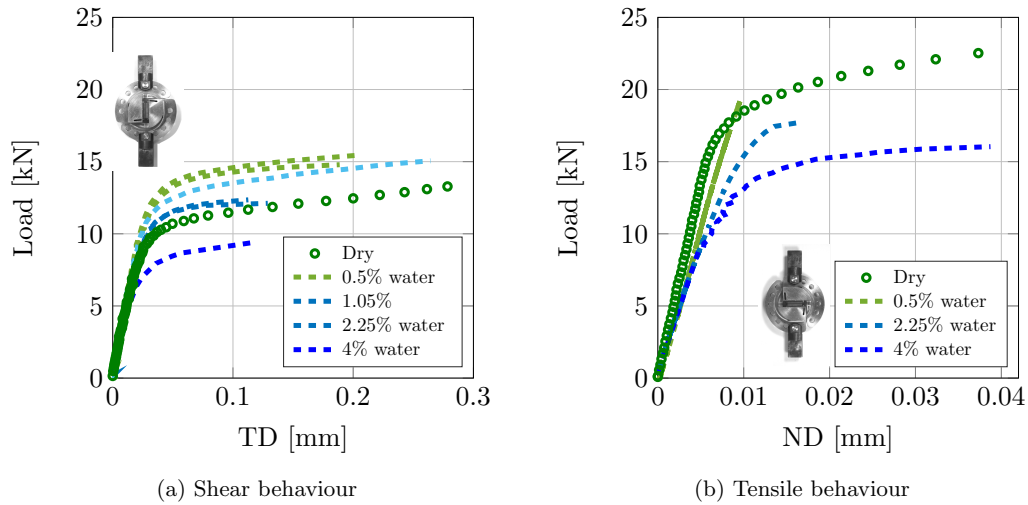 25
20
15
10
5
0
0
0.1
0.2
0.3
Load [kN]
TD [mm]
Dry
0.5% water
1.05%
2.25% water
4% water
(a) Shear behaviour
25
20
15
10
5
0
0
0.01
0.02
0.03
0.04
Load [kN]
ND [mm]
Dry
0.5% water
2.25% water
4% water
(b) Tensile behaviour